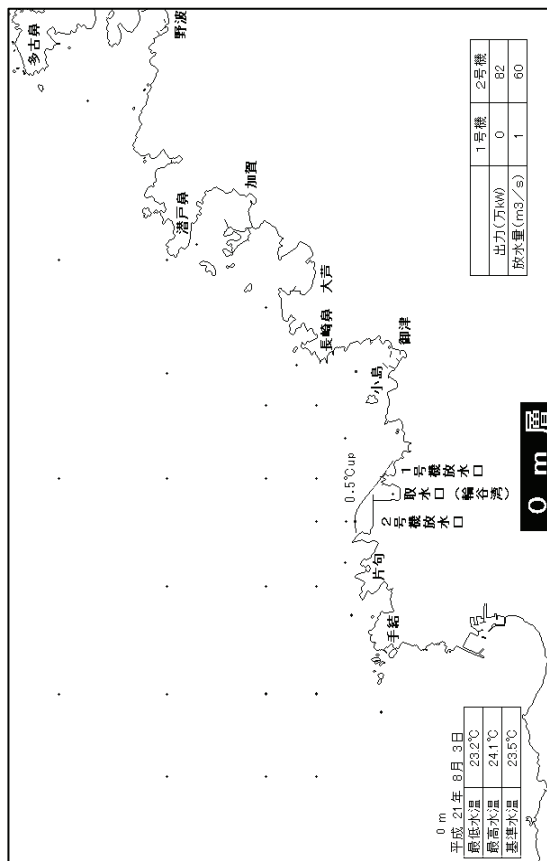 多古鼻
野波
潜戸鼻
加賀
大芦
長崎鼻
御津
小島
0.5℃up
1号機放水口
取水口(輪谷湾)
2号機放水口
片句
手結
1号機 2号機
出力(万kW) 0 82
放水量(m3/s) 1 60
0m層
0 m
平成 21年 8月 3日
最低水温 23.2℃
最高水温 24.1℃
基準水温 23.5℃